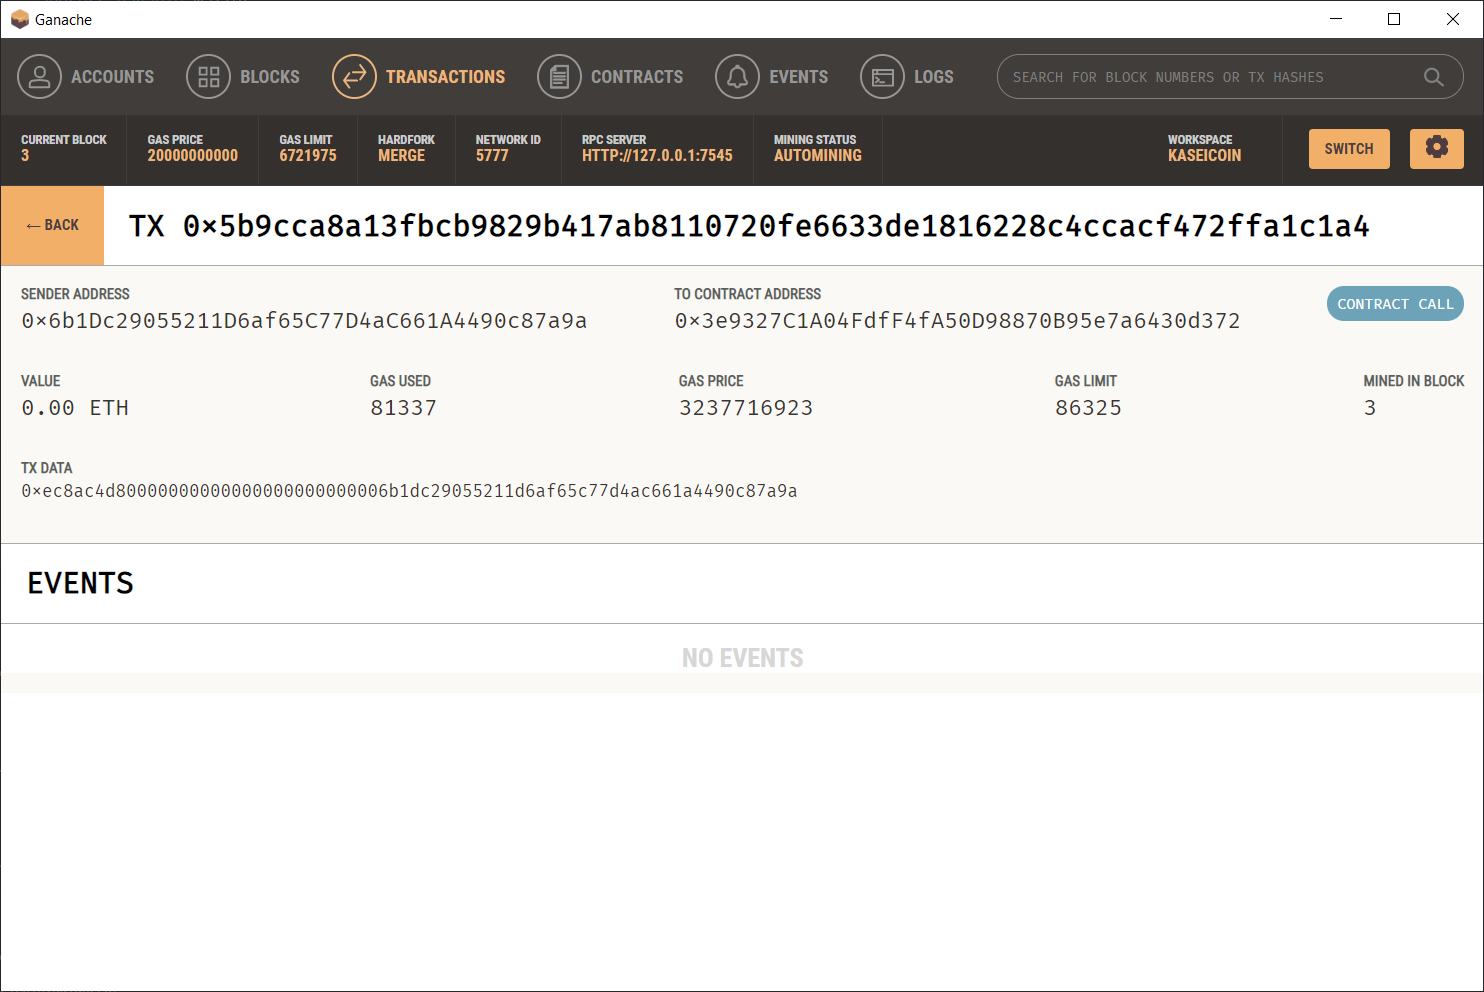 Ganache
ACCOUNTS BLOCKS TRANSACTIONS CONTRACTS EVENTS LOGS SEARCH FOR BLOCK NUMBERS OR TX HASHES
CURRENT BLOCK GAS PRICE GAS LIMIT HARDFORK NETWORK ID RPC SERVER MINING STATUS WORKSPACE
3 20000000000 6721975 MERGE 5777 HTTP://127.0.0.1:7545 AUTOMINING KASEICOIN SWITCH
← BACK TX 0×5b9cca8a13fbcb9829b417ab8110720fe6633de1816228c4ccacf472ffa1c1a4
SENDER ADDRESS TO CONTRACT ADDRESS
0×6b1Dc29055211D6af65C77D4aC661A4490c87a9a 0×3e9327C1A04FdfF4fA50D98870B95e7a6430d372 CONTRACT CALL
VALUE GAS USED GAS PRICE GAS LIMIT MINED IN BLOCK
0.00 ETH 81337 3237716923 86325 3
TX DATA
0×ec8ac4d80000000000000000000000006b1dc29055211d6af65c77d4ac661a4490c87a9a
EVENTS
NO EVENTS